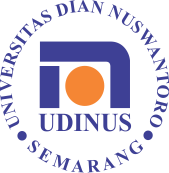 UNIVERSITAS DIAN NUSWANTORO
UDINUS
• SEMARANG •